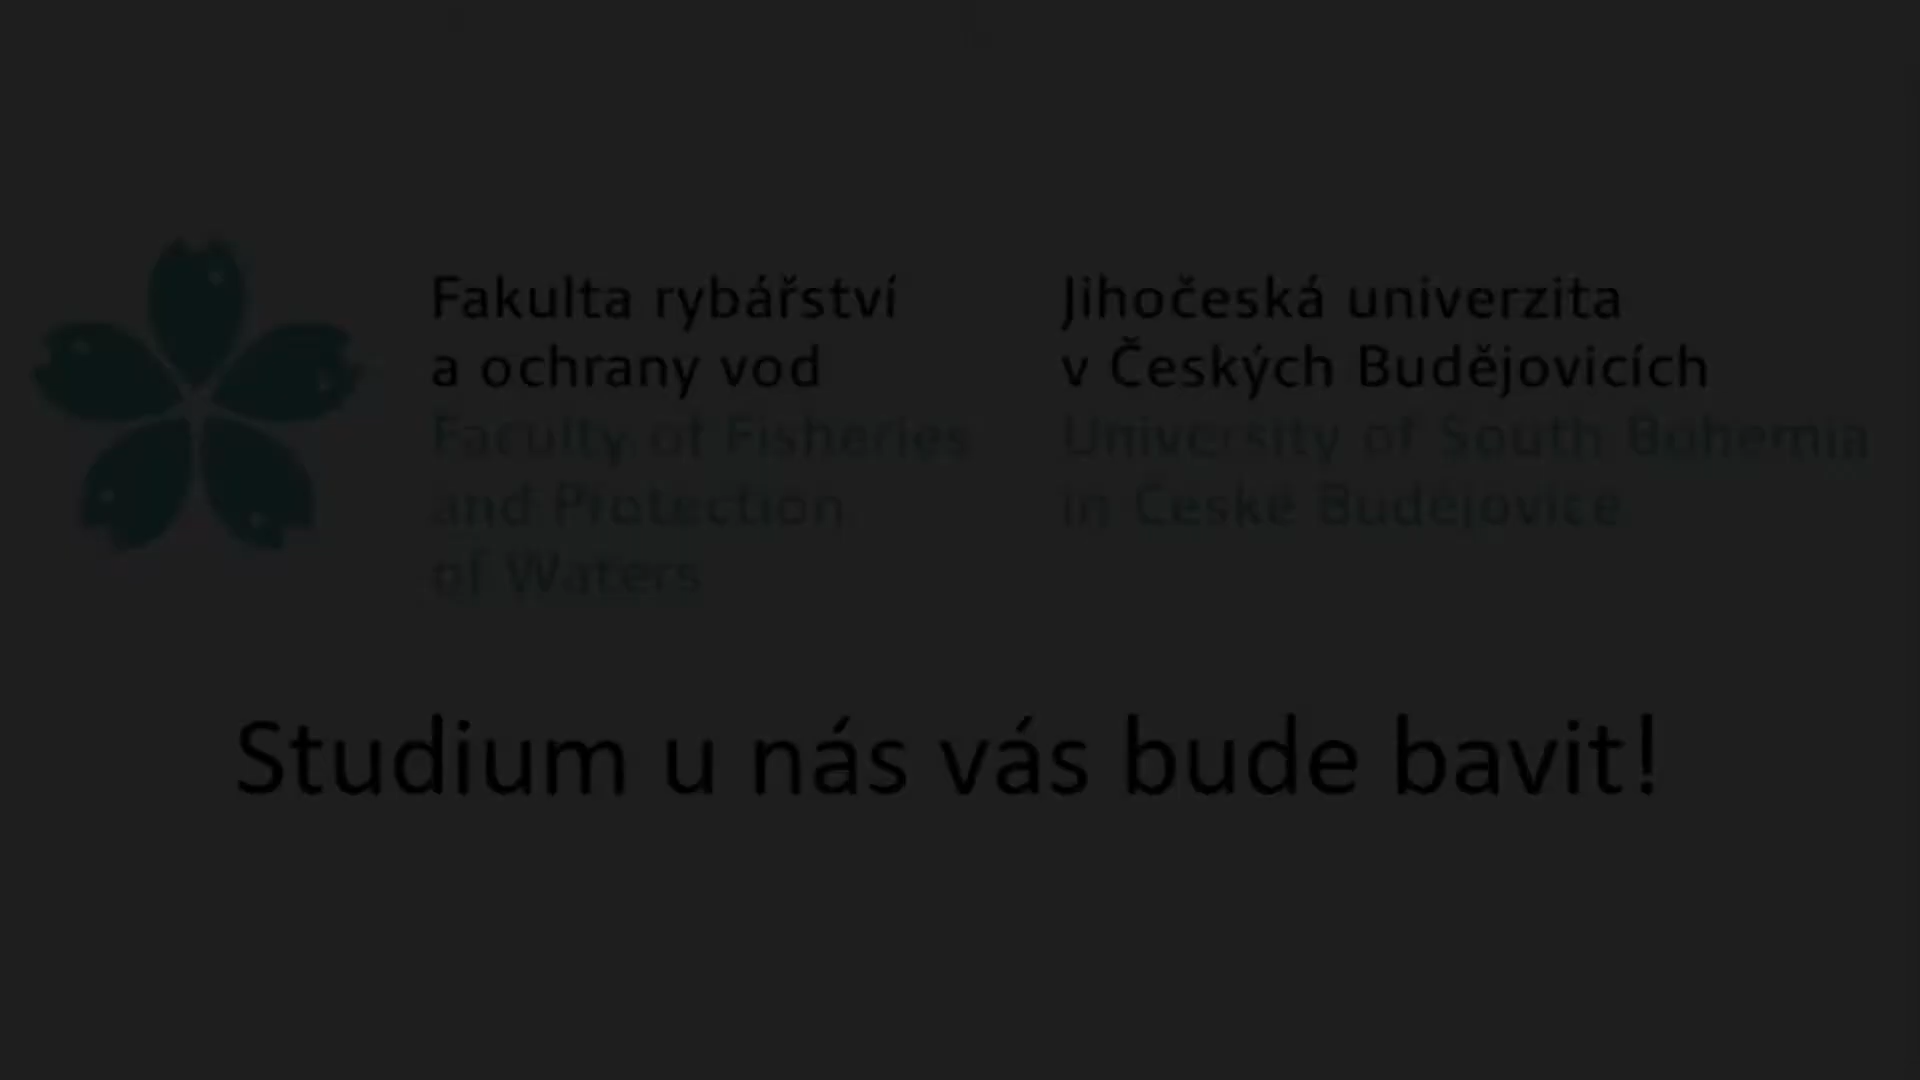 Fakulta rybářství
a ochrany vod
Faculty of Fisheries
and Protection
of Waters
Jihočeská univerzita
v Českých Budějovicích
University of South Bohemia
in České Budějovice
Studium u nás vás bude bavit!